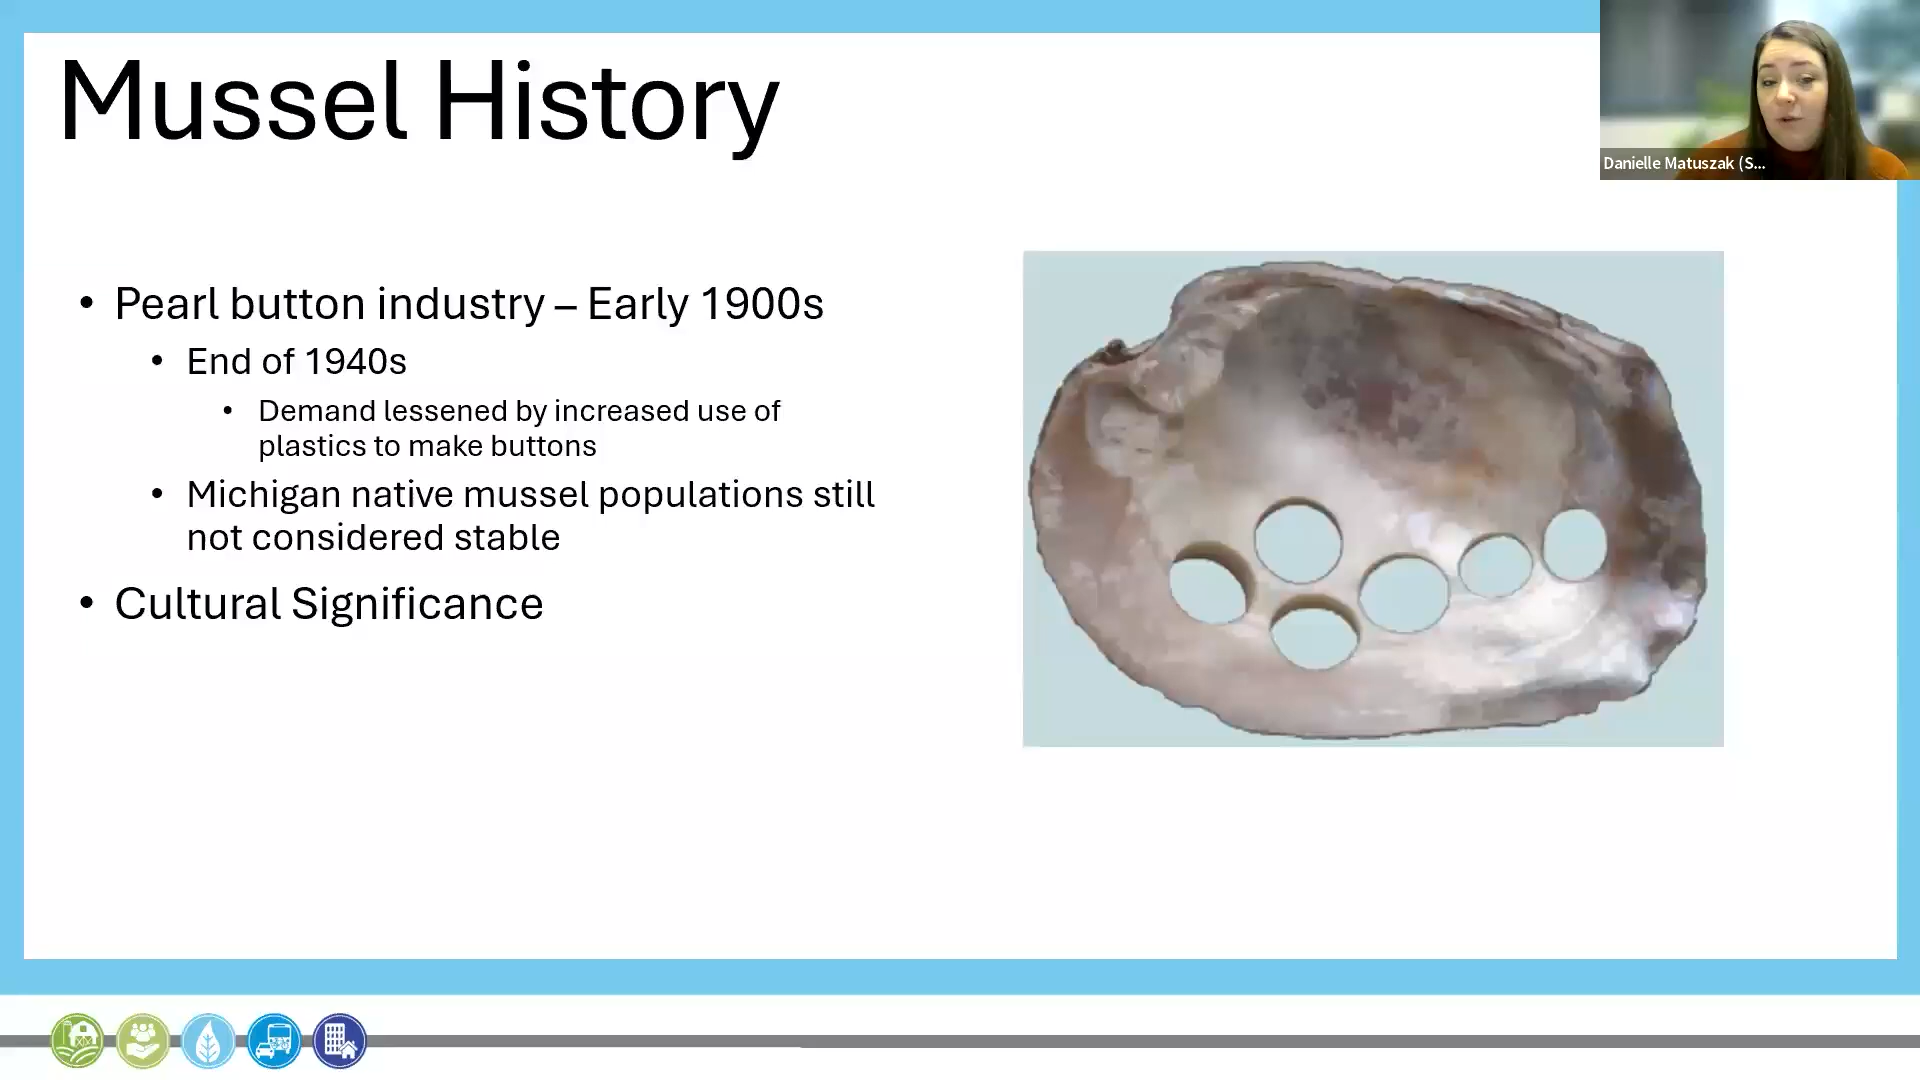 Mussel History
Danielle Matuszak (S...
• Pearl button industry – Early 1900s
• End of 1940s
• Demand lessened by increased use of
plastics to make buttons
• Michigan native mussel populations still
not considered stable
• Cultural Significance